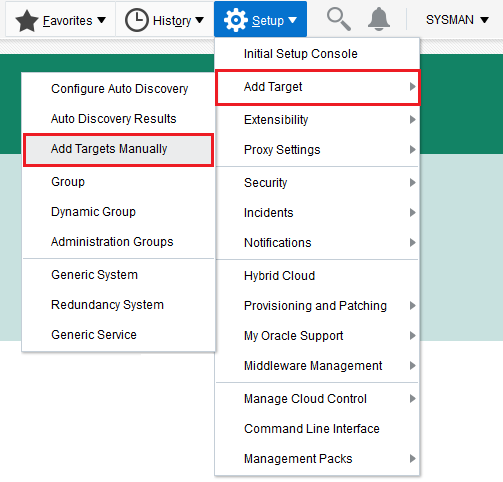 Favorites History Setup SYSMAN
Initial Setup Console
Add Target
Extensibility
Proxy Settings
Security
Incidents
Notifications
Hybrid Cloud
Provisioning and Patching
My Oracle Support
Middleware Management
Manage Cloud Control
Command Line Interface
Management Packs
Configure Auto Discovery
Auto Discovery Results
Add Targets Manually
Group
Dynamic Group
Administration Groups
Generic System
Redundancy System
Generic Service